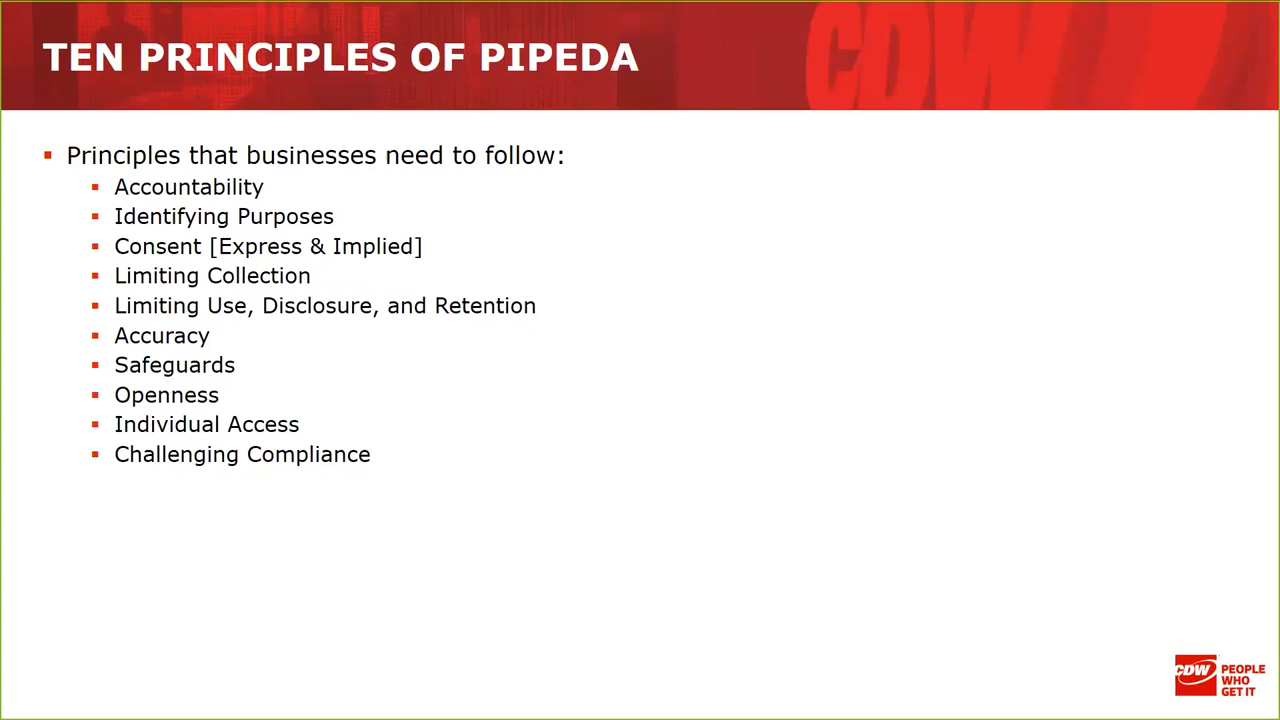 TEN PRINCIPLES OF PIPEDA
CDW
Principles that businesses need to follow:
Accountability
Identifying Purposes
Consent [Express & Implied]
Limiting Collection
Limiting Use, Disclosure, and Retention
Accuracy
Safeguards
Openness
Individual Access
Challenging Compliance
CDW
PEOPLE
WHO
GET IT